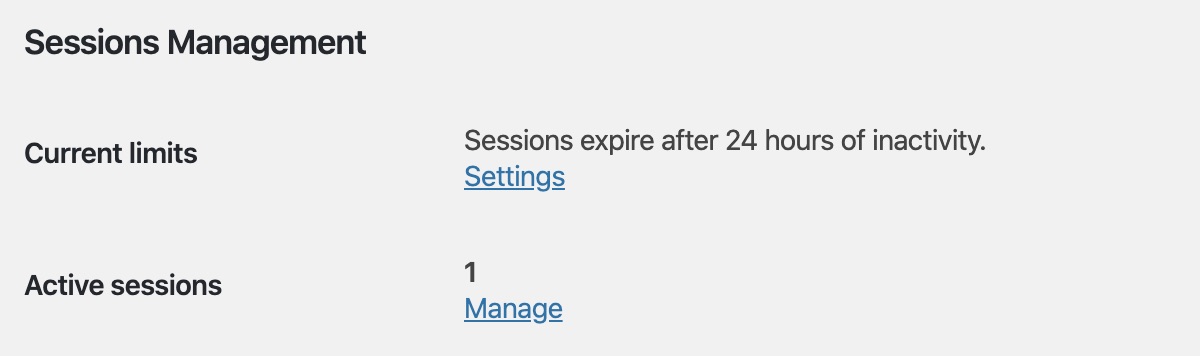 Sessions Management
Current limits
Sessions expire after 24 hours of inactivity.
Settings
Active sessions
1
Manage